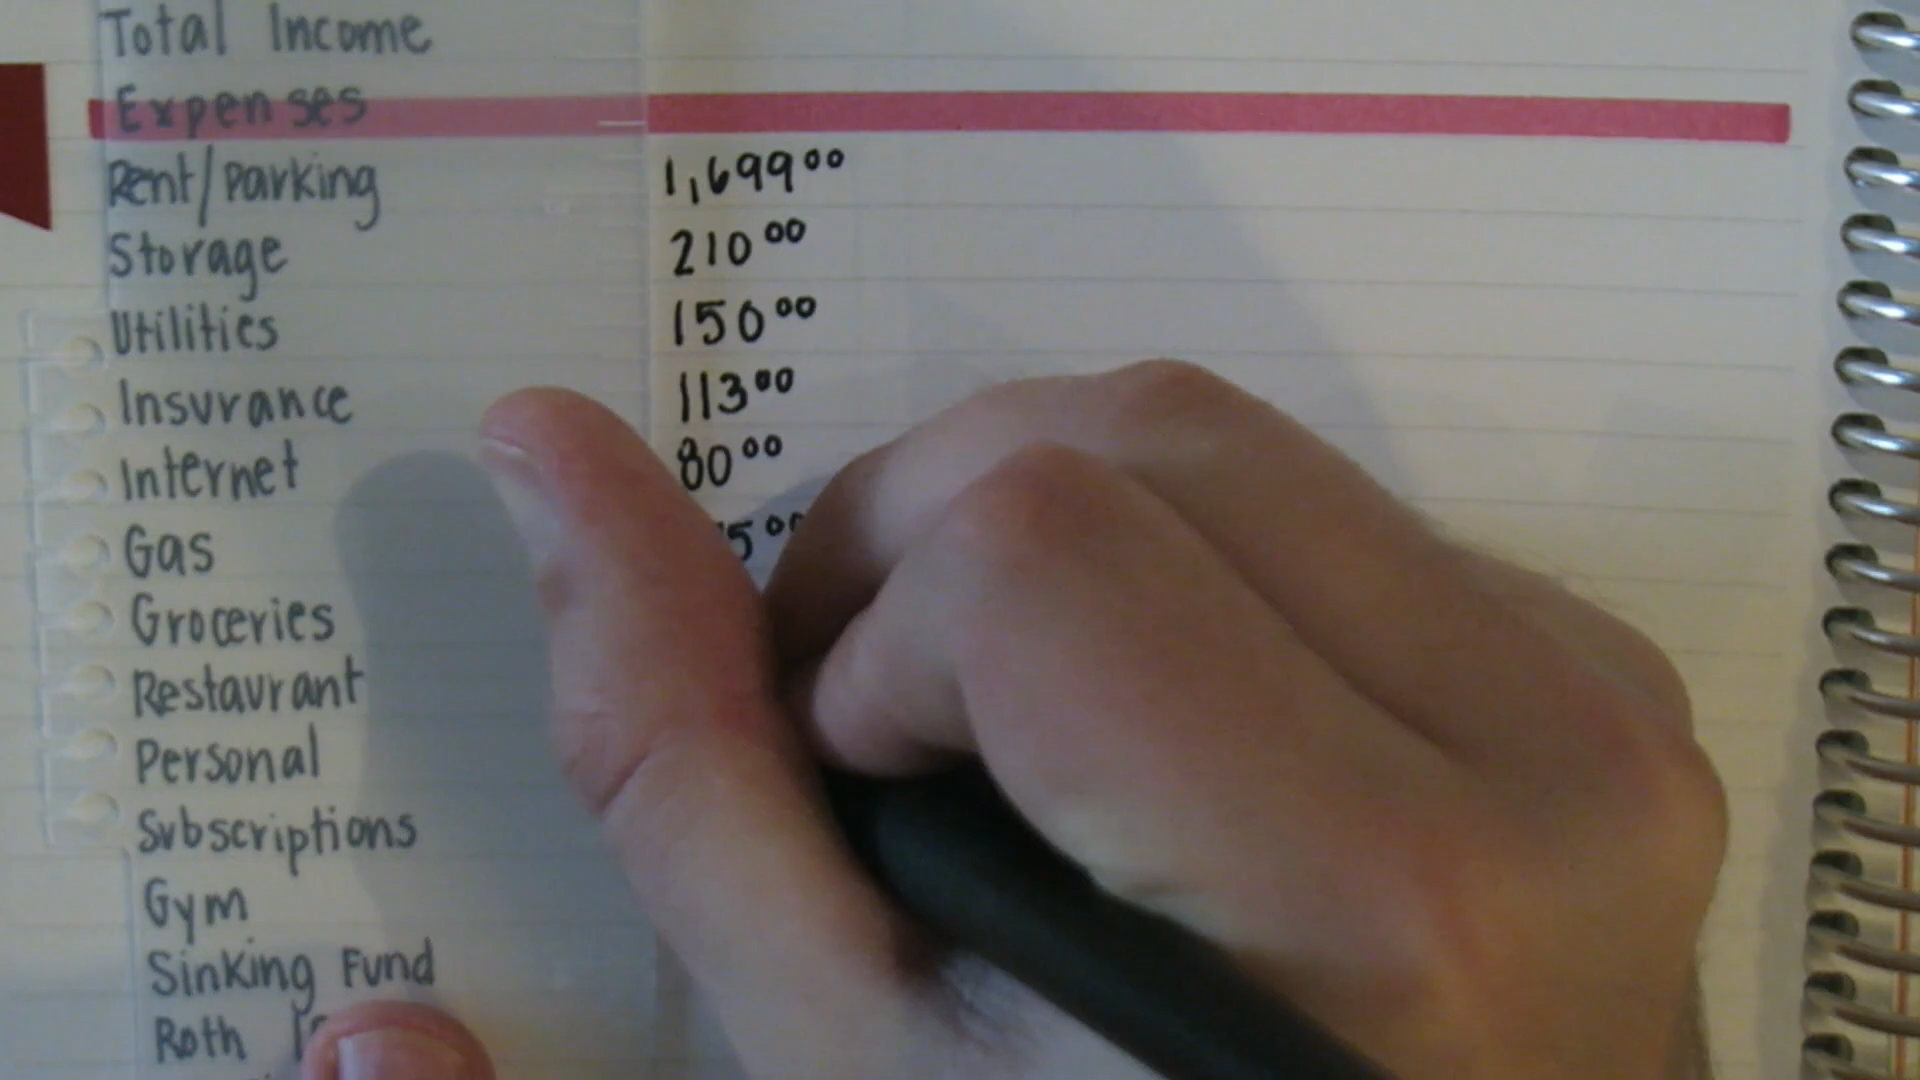 Total Income
Expenses
Rent/Parking 1,699⁰⁰
Storage 210⁰⁰
Utilities 150⁰⁰
Insurance 113⁰⁰
Internet 80⁰⁰
Gas 5⁰⁰
Groceries
Restaurant
Personal
Subscriptions
Gym
Sinking Fund
Roth